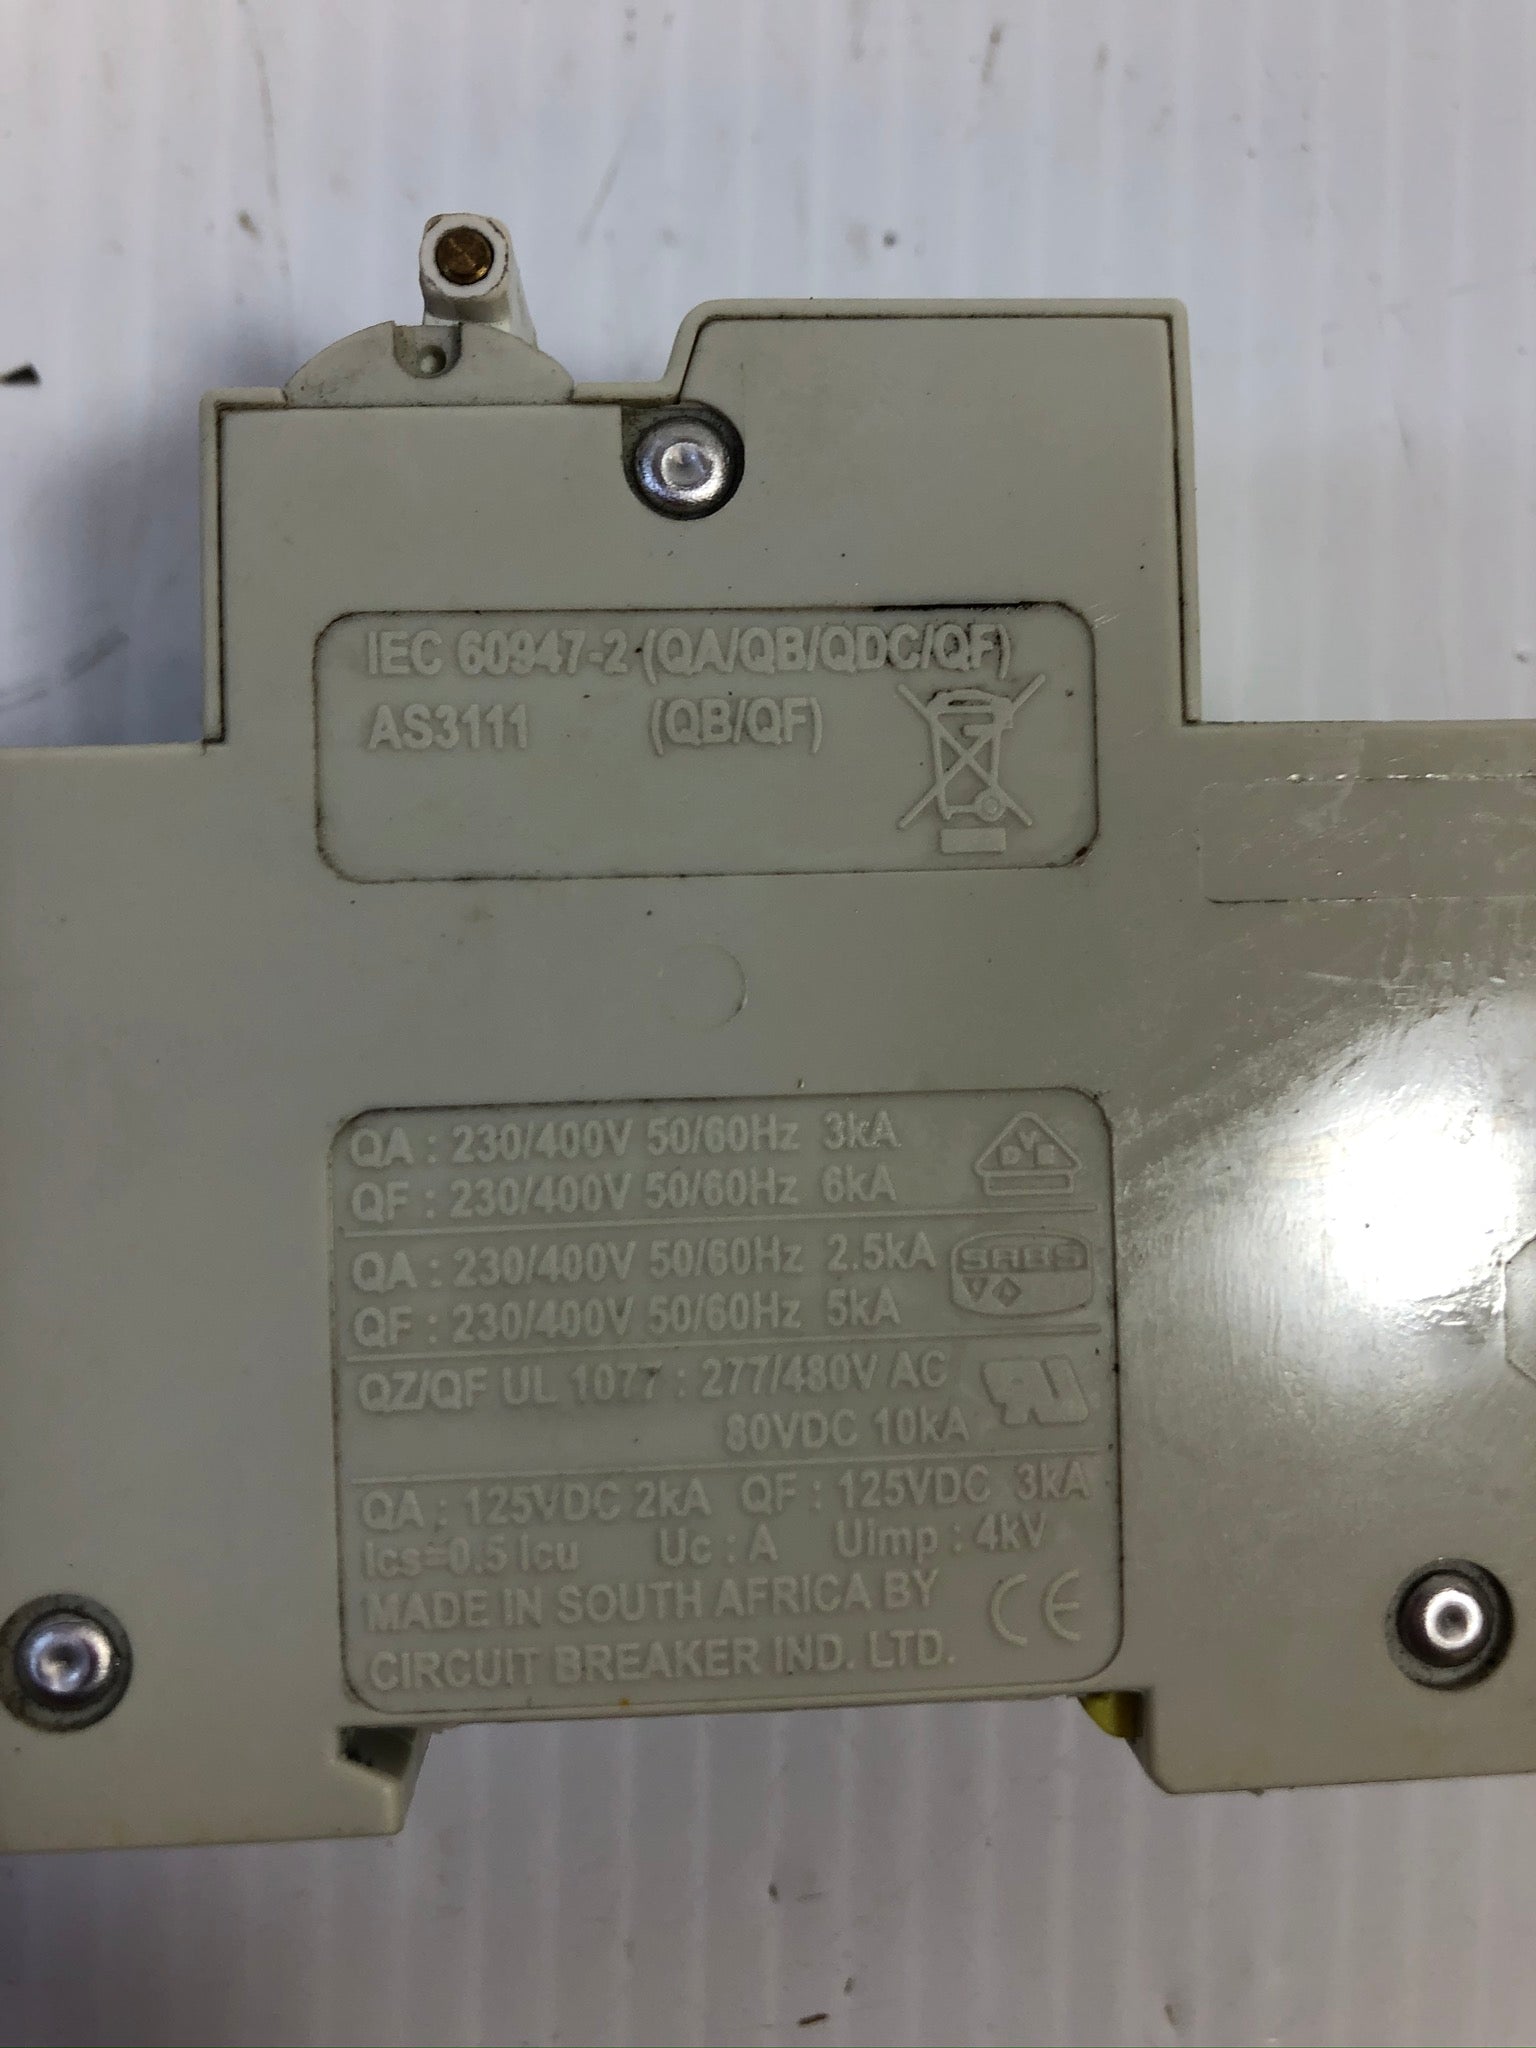 IEC 60947-2 (QA/QB/QDC/QF)
AS3111 (QB/QF)
QA : 230/400V 50/60Hz 3kA
QF : 230/400V 50/60Hz 6kA
VDE
QA : 230/400V 50/60Hz 2.5kA
QF : 230/400V 50/60Hz 5kA
SABS
QZ/QF UL 1077 : 277/480V AC
80VDC 10kA
QA : 125VDC 2kA QF : 125VDC 3kA
Ics=0.5 Icu Uc : A Uimp : 4kV
MADE IN SOUTH AFRICA BY
CIRCUIT BREAKER IND. LTD.
CE